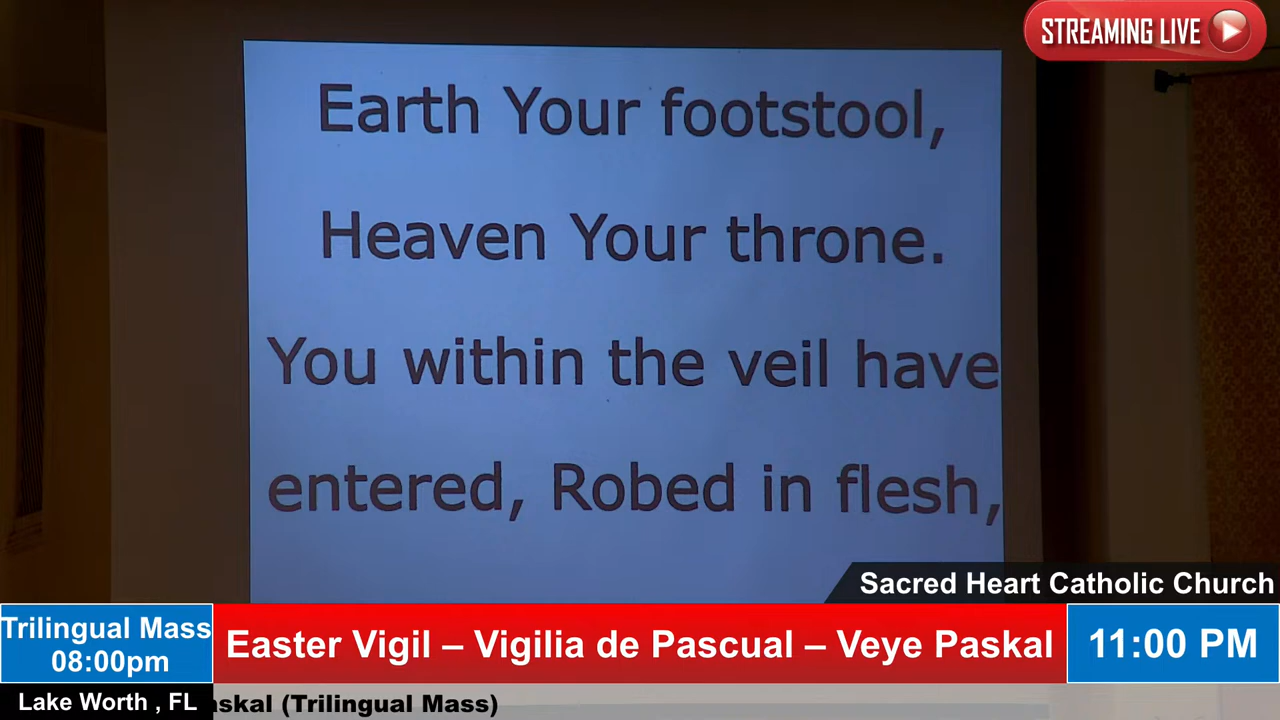 STREAMING LIVE
Earth Your footstool,
Heaven Your throne.
You within the veil have
entered, Robed in flesh,
Sacred Heart Catholic Church
Trilingual Mass
08:00pm
Easter Vigil – Vigilia de Pascual – Veye Paskal
11:00 PM
Lake Worth , FL
askal (Trilingual Mass)